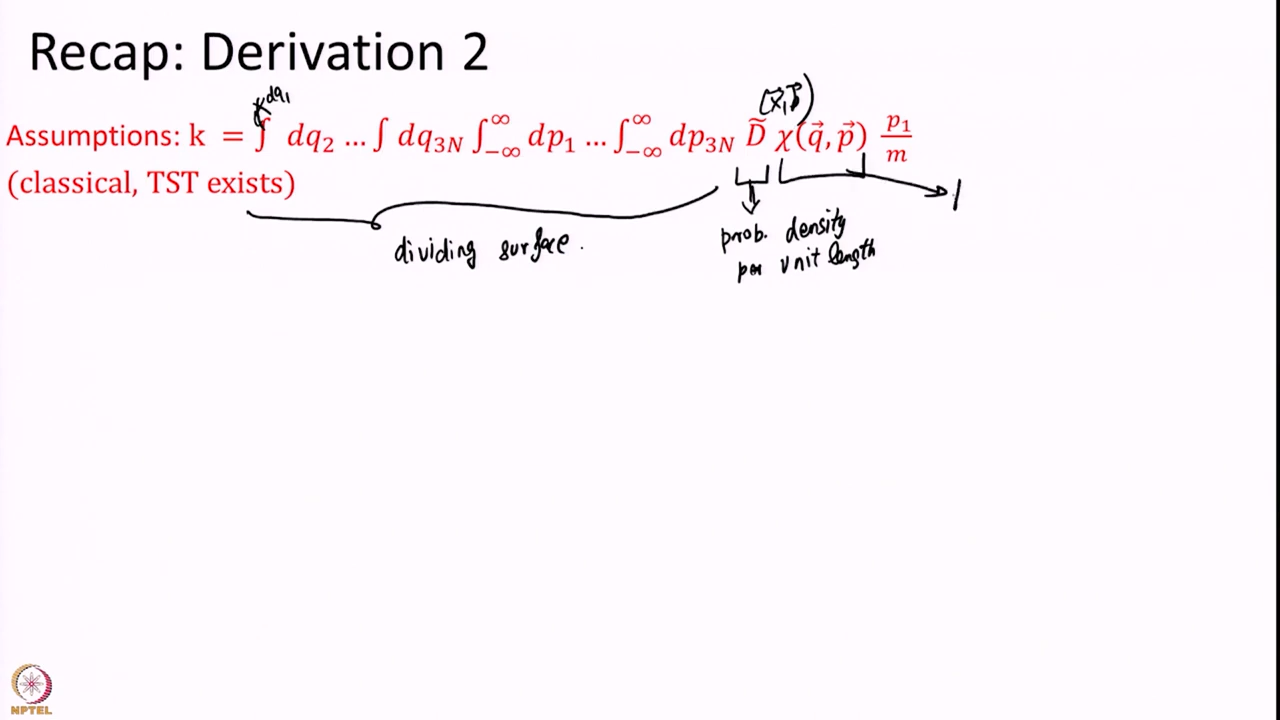 Recap: Derivation 2
dq₁
(x⃗, p⃗)
Assumptions: k = ∫ dq₂ … ∫ dq₃N ∫₋∞^∞ dp₁ … ∫₋∞^∞ dp₃N D̃ χ(q⃗, p⃗) p₁/m
(classical, TST exists)
1
dividing surface.
prob. density
per unit length
NPTEL